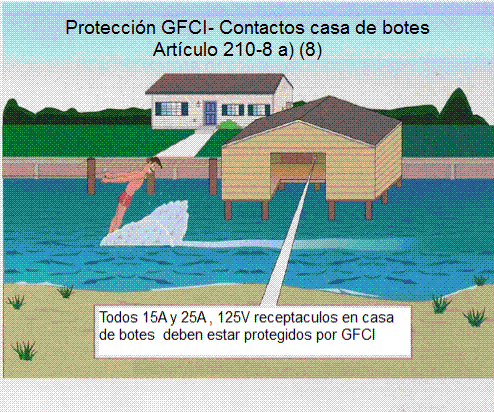 Protección GFCI- Contactos casa de botes
Artículo 210-8 a) (8)
Todos 15A y 25A , 125V receptaculos en casa
de botes deben estar protegidos por GFCI